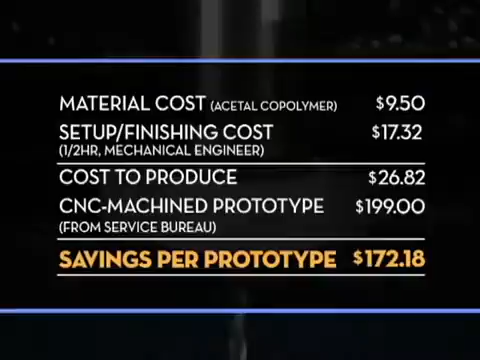 MATERIAL COST (ACETAL COPOLYMER) $9.50
SETUP/FINISHING COST $17.32
(1/2HR, MECHANICAL ENGINEER)
COST TO PRODUCE $26.82
CNC-MACHINED PROTOTYPE $199.00
(FROM SERVICE BUREAU)
SAVINGS PER PROTOTYPE $172.18